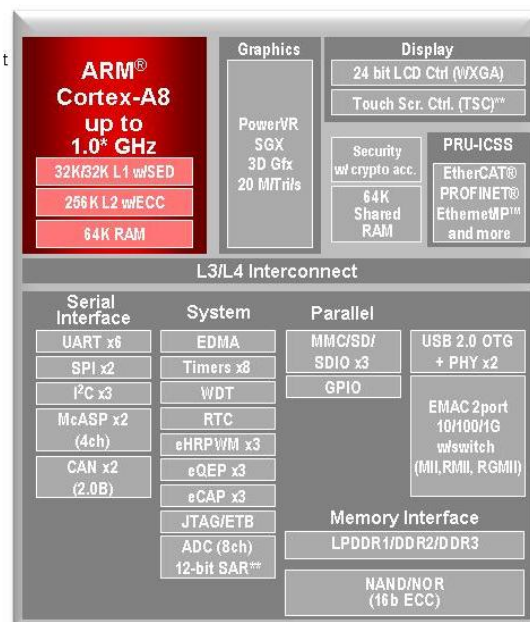 t
ARM®
Cortex-A8
up to
1.0* GHz
32K/32K L1 w/SED
256K L2 w/ECC
64K RAM
Graphics
PowerVR
SGX
3D Gfx
20 M/Tri/s
Display
24 bit LCD Ctrl (WXGA)
Touch Scr. Ctrl. (TSC)**
Security
w/ crypto acc.
64K
Shared
RAM
PRU-ICSS
EtherCAT®
PROFINET®
EthernetIP™
and more
L3/L4 Interconnect
Serial
Interface
UART x6
SPI x2
I²C x3
McASP x2
(4ch)
CAN x2
(2.0B)
System
EDMA
Timers x8
WDT
RTC
eHRPWM x3
eQEP x3
eCAP x3
JTAG/ETB
ADC (8ch)
12-bit SAR**
Parallel
MMC/SD/
SDIO x3
GPIO
USB 2.0 OTG
+ PHY x2
EMAC 2port
10/100/1G
w/switch
(MII,RMII, RGMII)
Memory Interface
LPDDR1/DDR2/DDR3
NAND/NOR
(16b ECC)